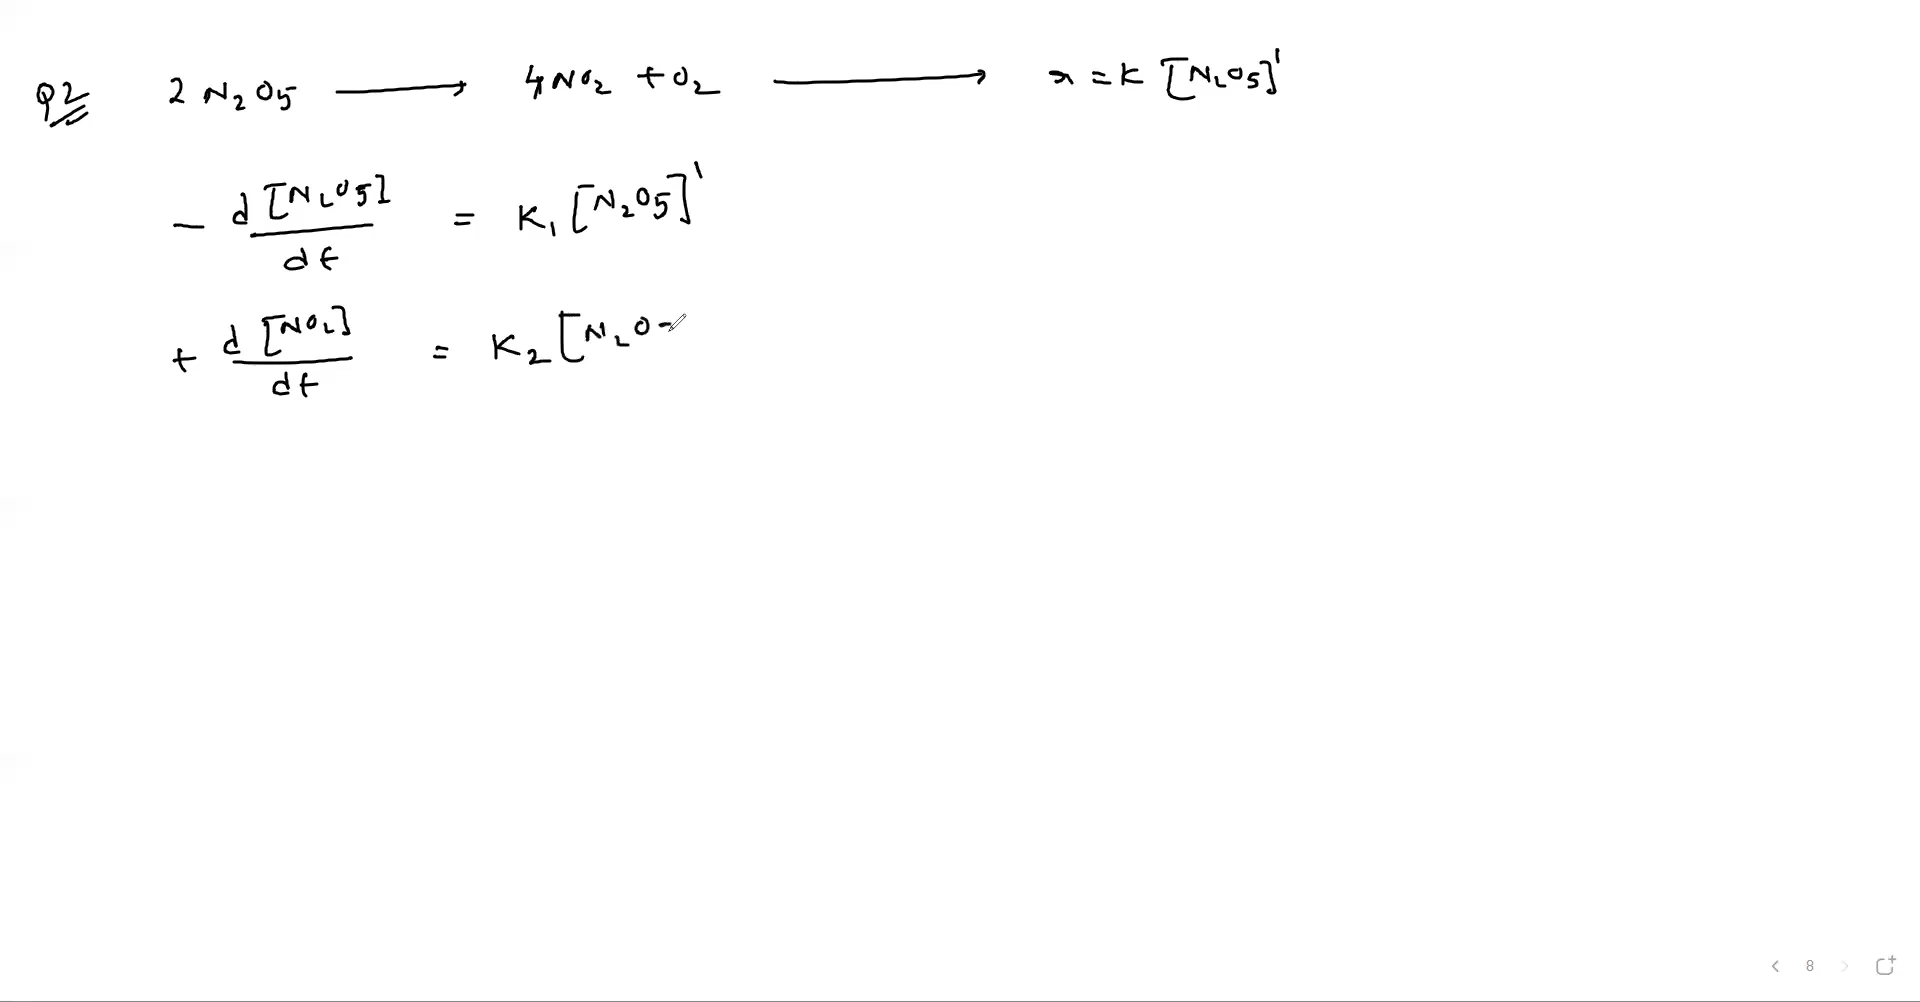 Q2 2 N₂O₅ ⟶ 4NO₂ + O₂ ⟶ r = K [N₂O₅]¹
− d[N₂O₅]/dt = K₁ [N₂O₅]¹
+ d[NO₂]/dt = K₂ [N₂O
8